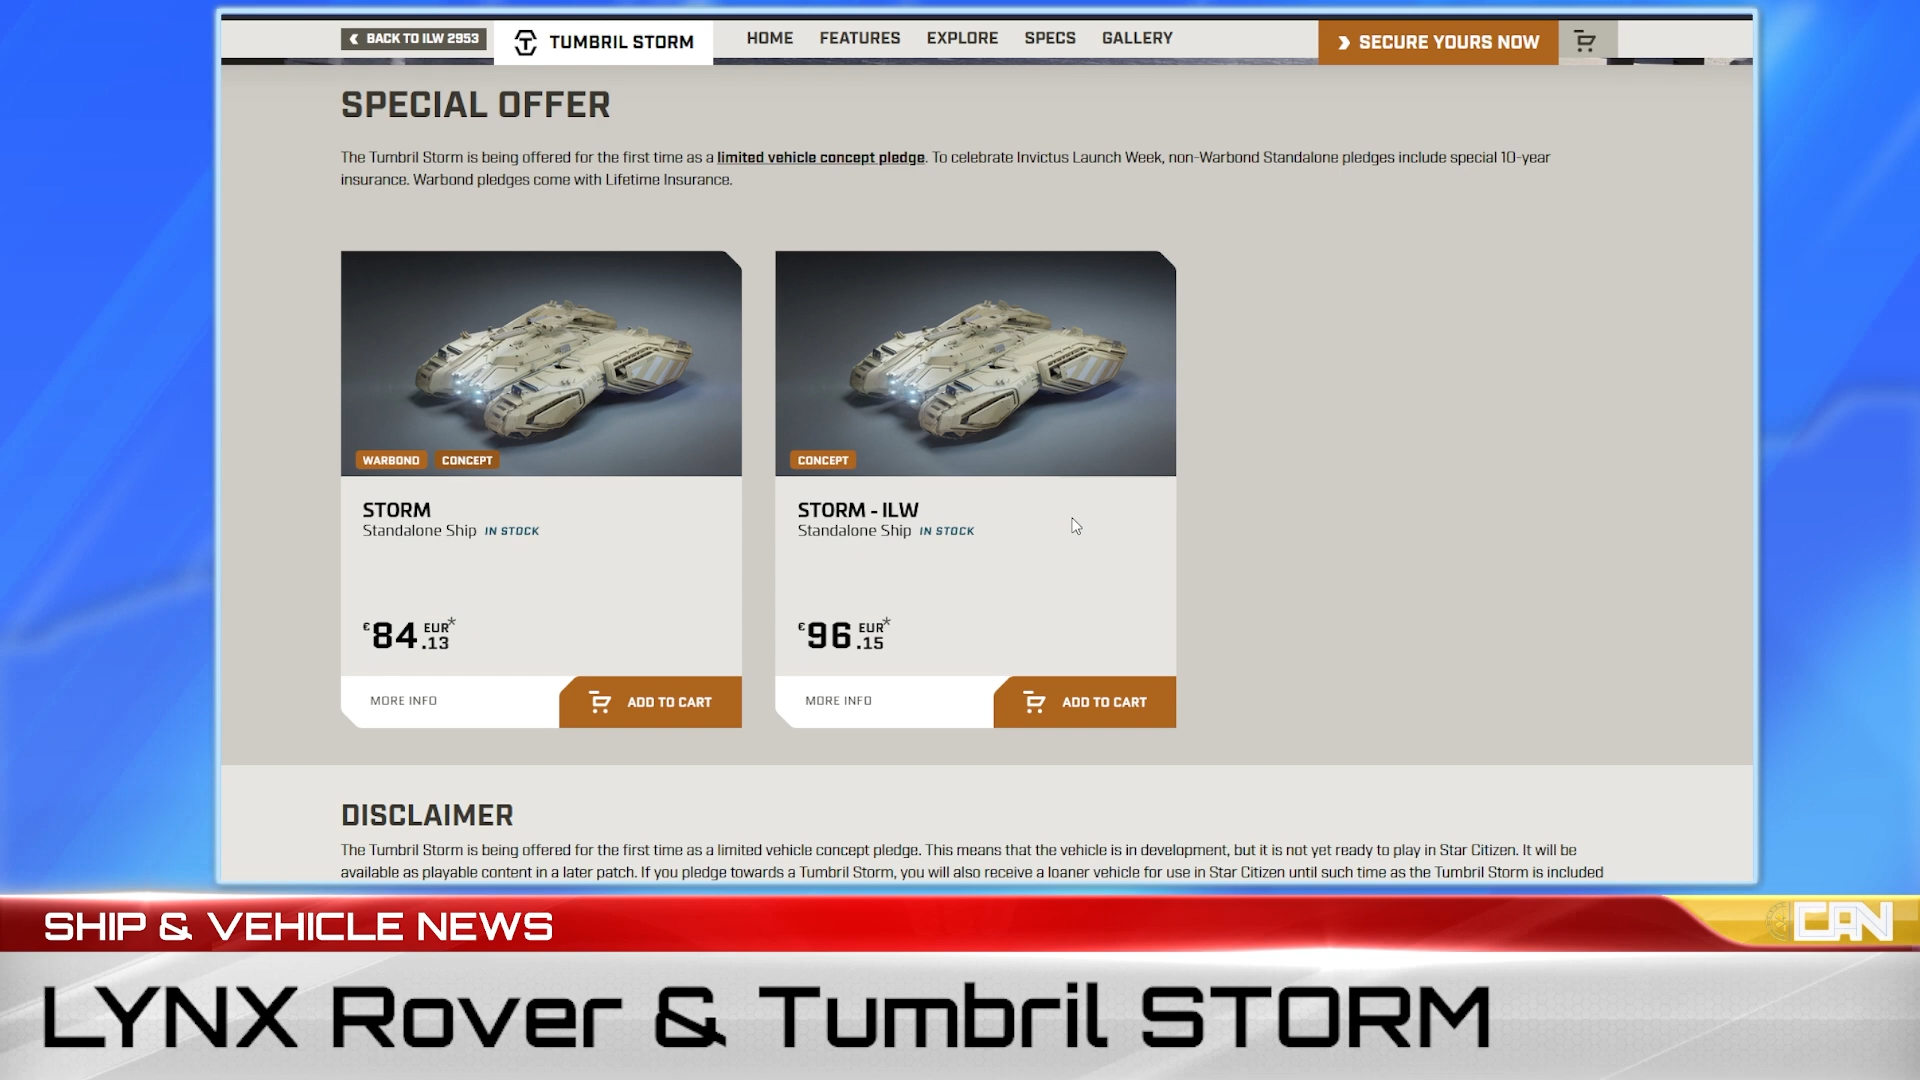 BACK TO ILW 2953
TUMBRIL STORM
HOME FEATURES EXPLORE SPECS GALLERY
SECURE YOURS NOW
SPECIAL OFFER
The Tumbril Storm is being offered for the first time as a limited vehicle concept pledge. To celebrate Invictus Launch Week, non-Warbond Standalone pledges include special 10-year
insurance. Warbond pledges come with Lifetime Insurance.
WARBOND CONCEPT
STORM
Standalone Ship IN STOCK
€84.13 EUR*
MORE INFO
ADD TO CART
CONCEPT
STORM - ILW
Standalone Ship IN STOCK
€96.15 EUR*
MORE INFO
ADD TO CART
DISCLAIMER
The Tumbril Storm is being offered for the first time as a limited vehicle concept pledge. This means that the vehicle is in development, but it is not yet ready to play in Star Citizen. It will be
available as playable content in a later patch. If you pledge towards a Tumbril Storm, you will also receive a loaner vehicle for use in Star Citizen until such time as the Tumbril Storm is included
SHIP & VEHICLE NEWS
CAN
LYNX Rover & Tumbril STORM